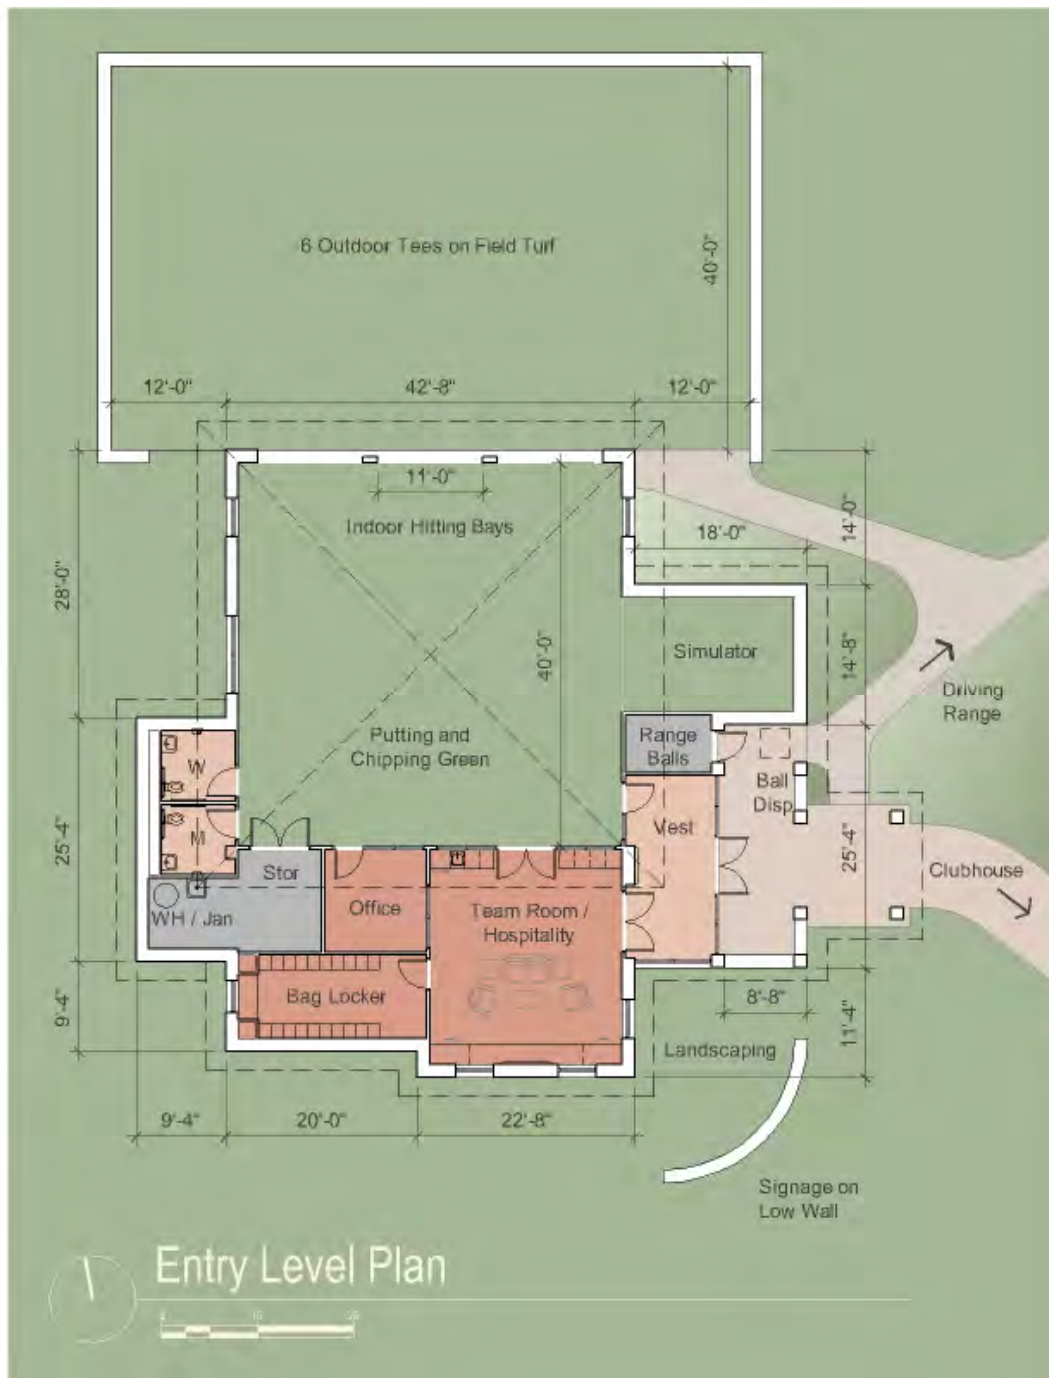 6 Outdoor Tees on Field Turf
40'-0"
12'-0"
42'-8"
12'-0"
11'-0"
Indoor Hitting Bays
18'-0"
14'-0"
28'-0"
40'-0"
Simulator
14'-8"
Driving
Range
Putting and
Chipping Green
Range
Balls
W
Ball
Disp
M
Vest
25'-4"
25'-4"
Stor
Clubhouse
WH / Jan
Office
Team Room /
Hospitality
Bag Locker
9'-4"
8'-8"
11'-4"
Landscaping
9'-4"
20'-0"
22'-8"
Signage on
Low Wall
Entry Level Plan